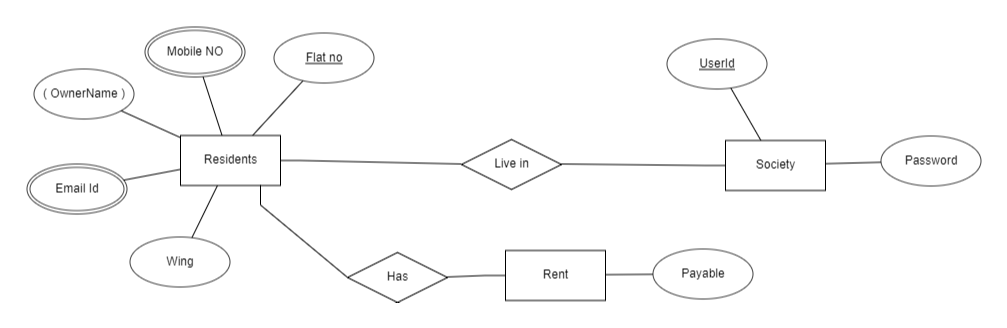 Mobile NO
Flat no
UserId
( OwnerName )
Residents
Live in
Society
Password
Email Id
Wing
Has
Rent
Payable